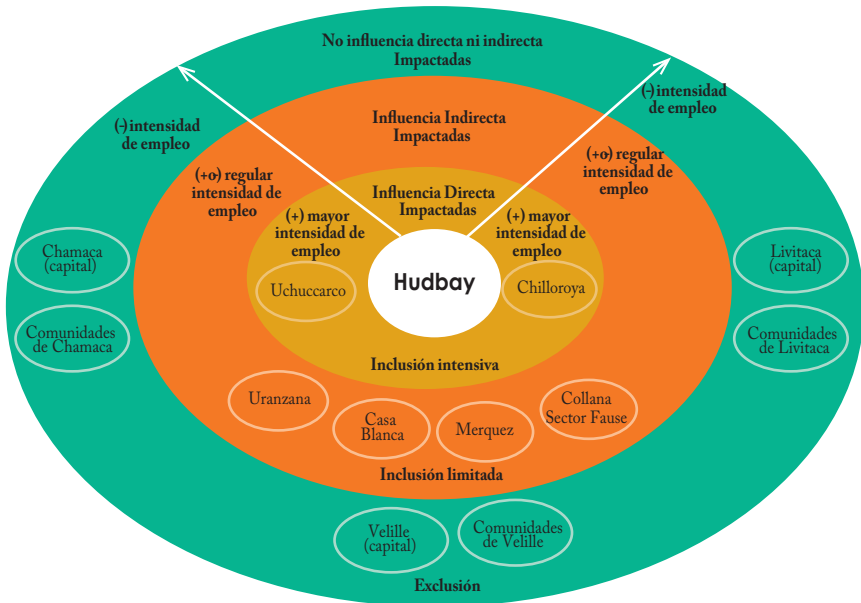 No influencia directa ni indirecta
Impactadas
(-) intensidad
de empleo
(-) intensidad
de empleo
Influencia Indirecta
Impactadas
(+o) regular
intensidad de
empleo
(+o) regular
intensidad de
empleo
Influencia Directa
Impactadas
(+) mayor
intensidad de
empleo
(+) mayor
intensidad de
empleo
Hudbay
Chamaca
(capital)
Livitaca
(capital)
Uchuccarco
Chilloroya
Comunidades
de Chamaca
Comunidades
de Livitaca
Inclusión intensiva
Uranzana
Casa
Blanca
Merquez
Collana
Sector Fause
Inclusión limitada
Velille
(capital)
Comunidades
de Velille
Exclusión